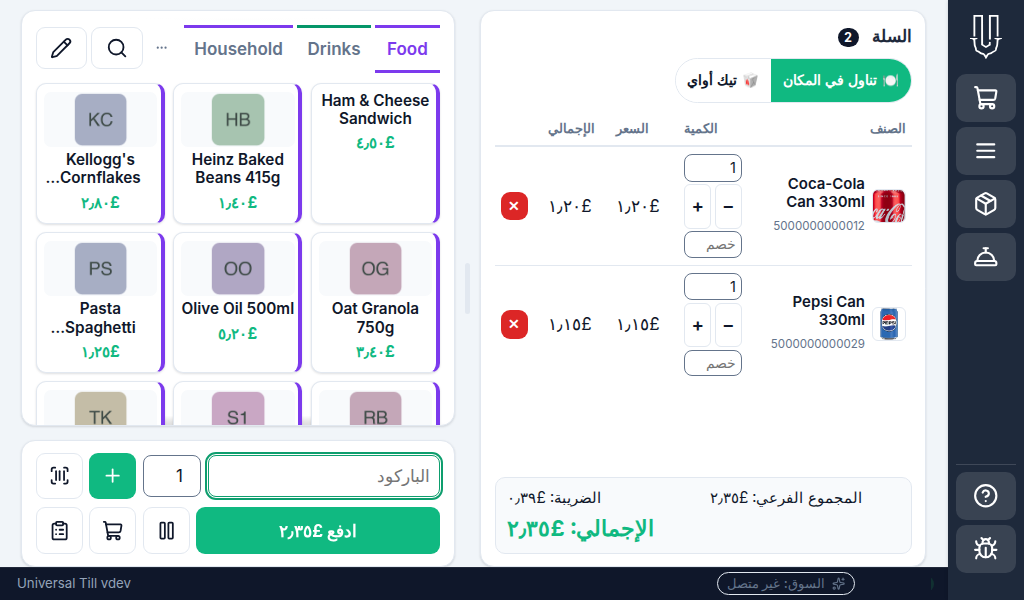 السلة 2
🍽️ تناول في المكان
🥡 تيك أواي
الصنف الكمية السعر الإجمالي
Coca-Cola
Can 330ml
5000000000012
1
− +
خصم
£١٫٢٠ £١٫٢٠
Pepsi Can
330ml
5000000000029
1
− +
خصم
£١٫١٥ £١٫١٥
المجموع الفرعي: £٢٫٣٥ الضريبة: £٠٫٣٩
الإجمالي: £٢٫٣٥
Food Drinks Household ...
Ham & Cheese
Sandwich
£٤٫٥٠
HB
Heinz Baked
Beans 415g
£١٫٤٠
KC
Kellogg's
Cornflakes...
£٢٫٨٠
OG
Oat Granola
750g
£٣٫٤٠
OO
Olive Oil 500ml
£٥٫٢٠
PS
Pasta
Spaghetti...
£١٫٢٥
RB
S1
TK
الباركود
1
+
ادفع £٢٫٣٥
السوق: غير متصل
Universal Till vdev